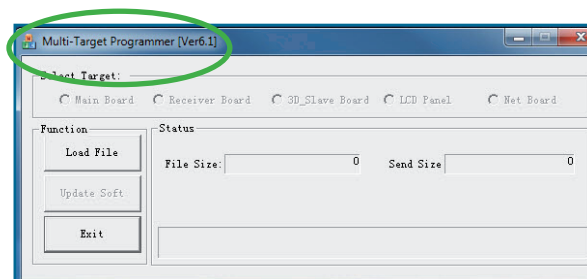 Multi-Target Programmer [Ver6.1]
Select Target:
Main Board Receiver Board 3D_Slave Board LCD Panel Net Board
Function
Status
Load File
File Size: 0 Send Size 0
Update Soft
Exit